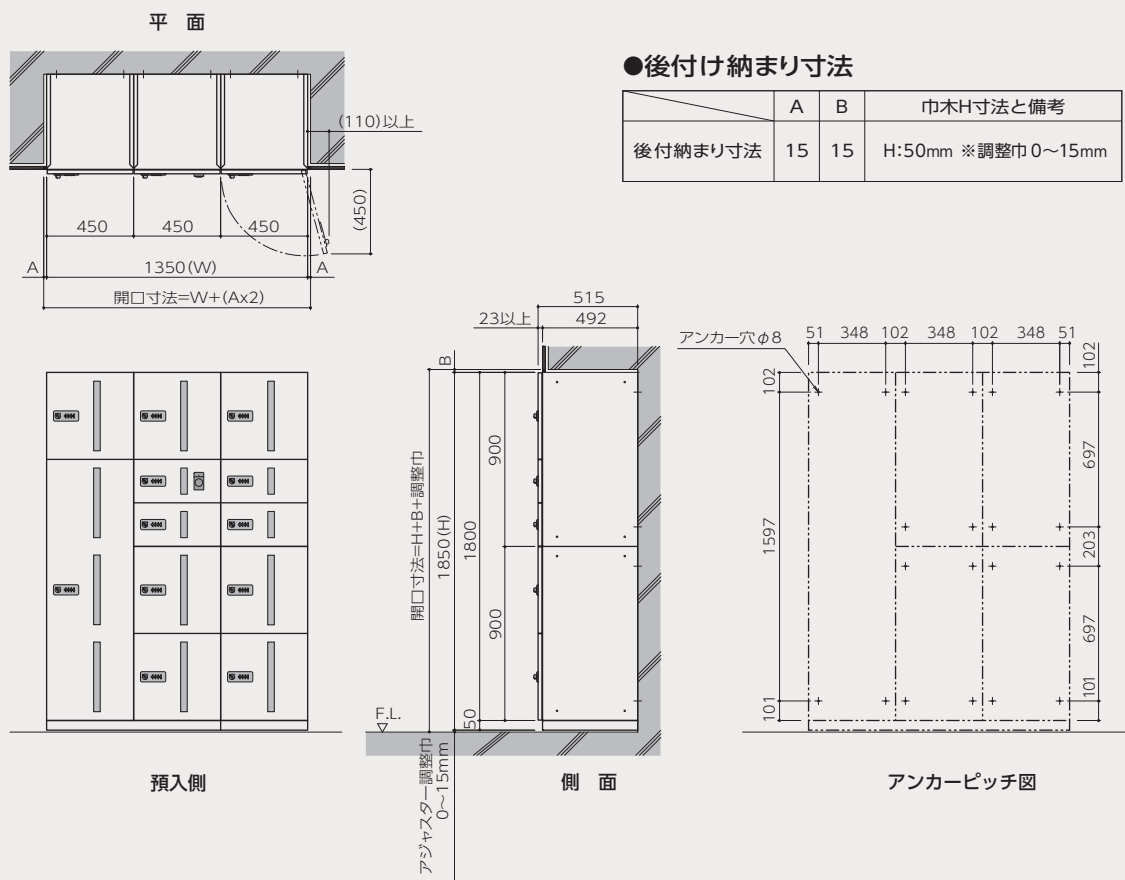 平 面
(110)以上
450 450 450
(450)
A 1350(W) A
開口寸法=W+(Ax2)
●後付け納まり寸法
A B 巾木H寸法と備考
後付納まり寸法 15 15 H:50mm ※調整巾0〜15mm
預入側
515
23以上 492
B
開口寸法=H+B+調整巾
1850(H)
1800
900
900
50
F.L.
アジャスター調整巾
0〜15mm
側 面
アンカー穴φ8
51 348 102 348 102 348 51
102
1597
101
102
697
203
697
101
アンカーピッチ図